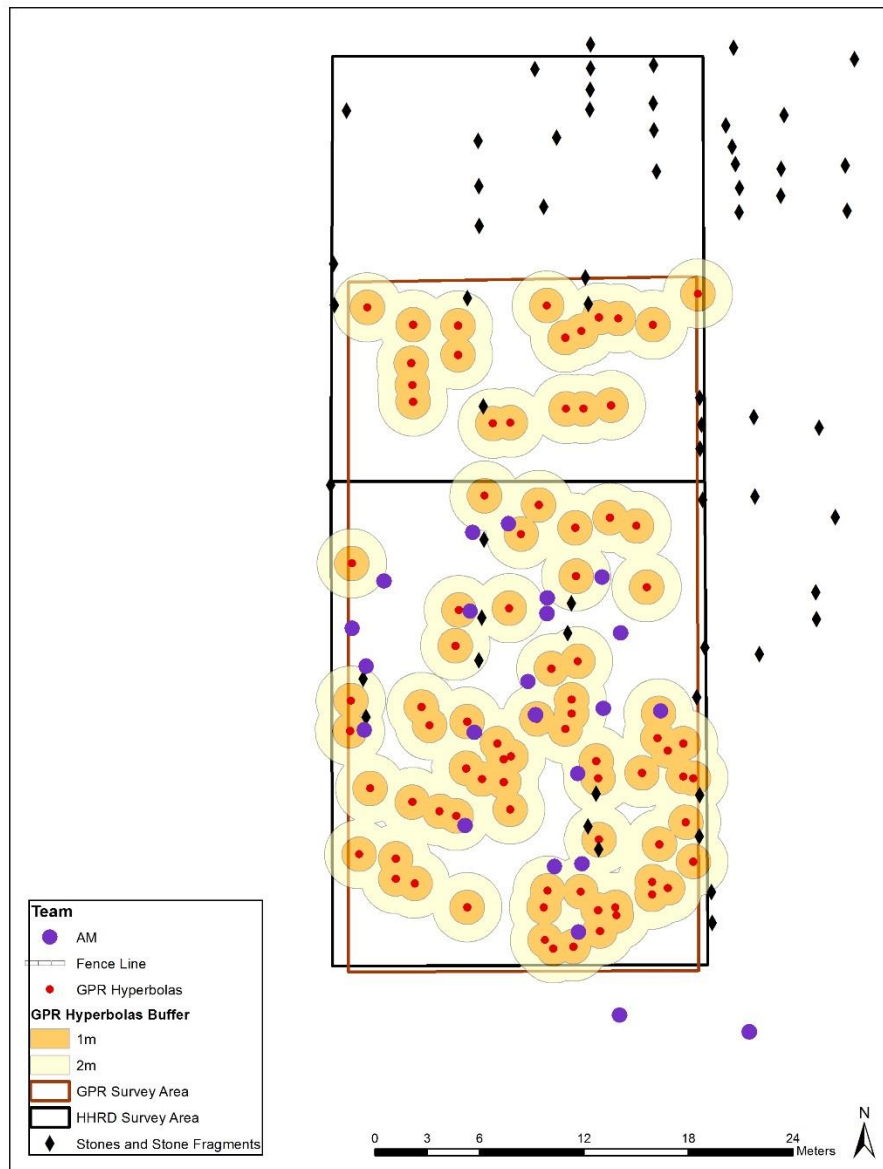 Team
AM
Fence Line
GPR Hyperbolas
GPR Hyperbolas Buffer
1m
2m
GPR Survey Area
HHRD Survey Area
Stones and Stone Fragments
N
0 3 6 12 18 24
Meters